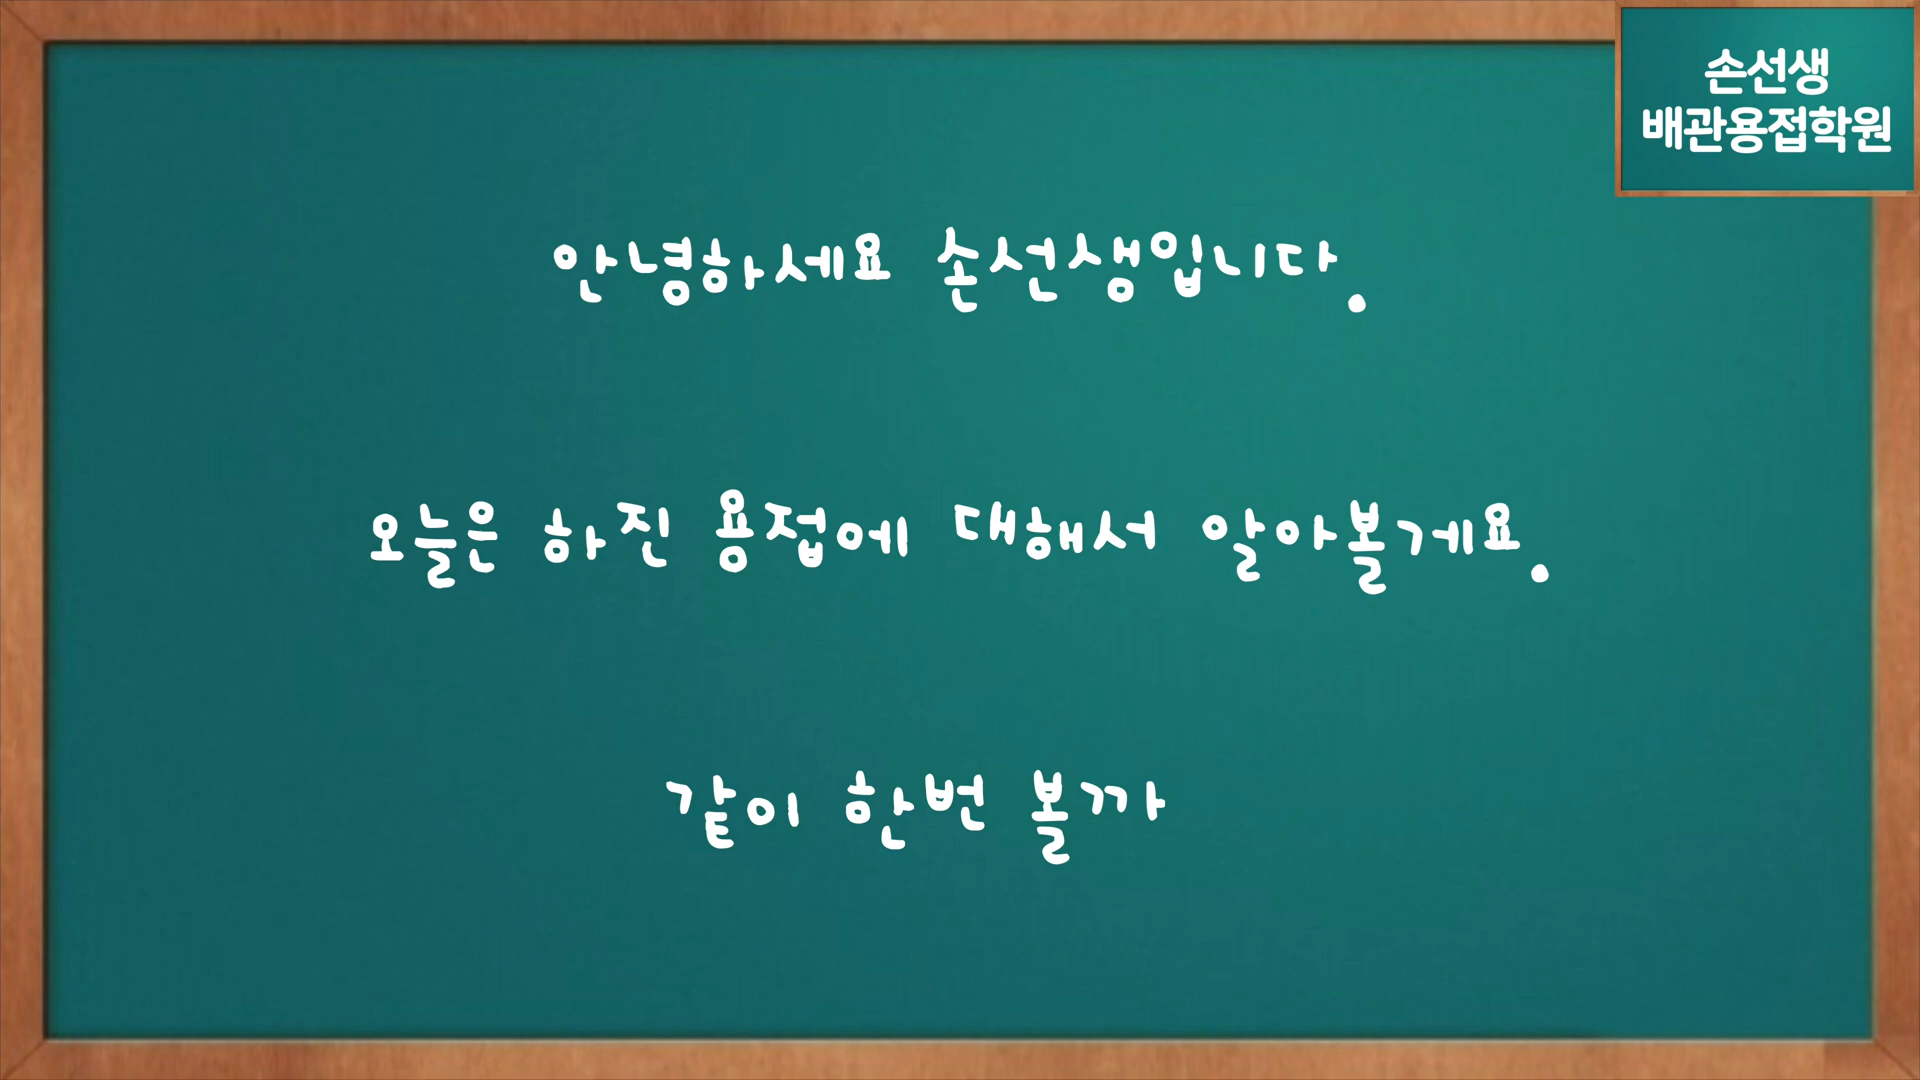 손선생
배관용접학원
안녕하세요 손선생입니다.
오늘은 하진 용접에 대해서 알아볼게요.
같이 한번 볼까